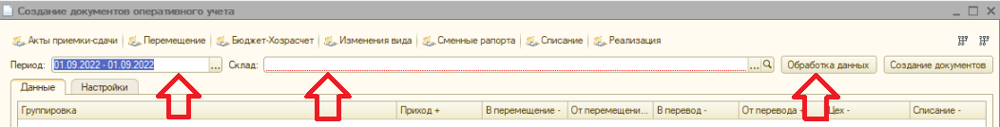 Создание документов оперативного учета
Акты приемки-сдачи Перемещение Бюджет-Хозрасчет Изменения вида Сменные рапорта Списание Реализация
Период: 01.09.2022 - 01.09.2022 ... Склад: ... Обработка данных Создание документов
Данные Настройки
Группировка Приход + В перемещение - От перемещени... В перевод - От перевода + Цех - Списание -